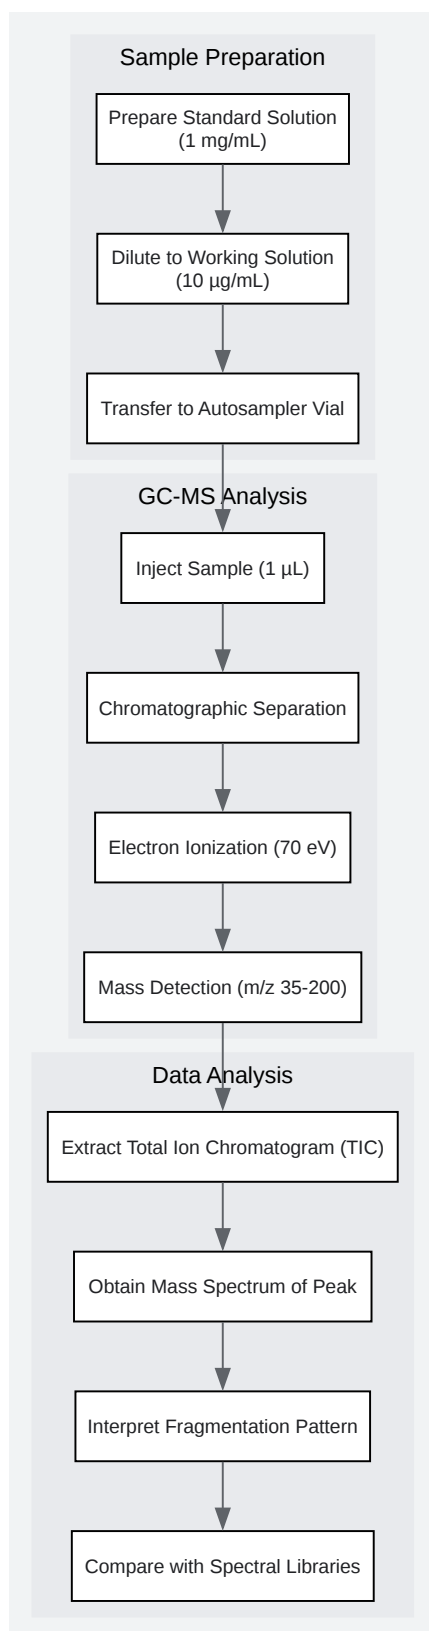 Sample Preparation
Prepare Standard Solution
(1 mg/mL)
Dilute to Working Solution
(10 µg/mL)
Transfer to Autosampler Vial
GC-MS Analysis
Inject Sample (1 µL)
Chromatographic Separation
Electron Ionization (70 eV)
Mass Detection (m/z 35-200)
Data Analysis
Extract Total Ion Chromatogram (TIC)
Obtain Mass Spectrum of Peak
Interpret Fragmentation Pattern
Compare with Spectral Libraries